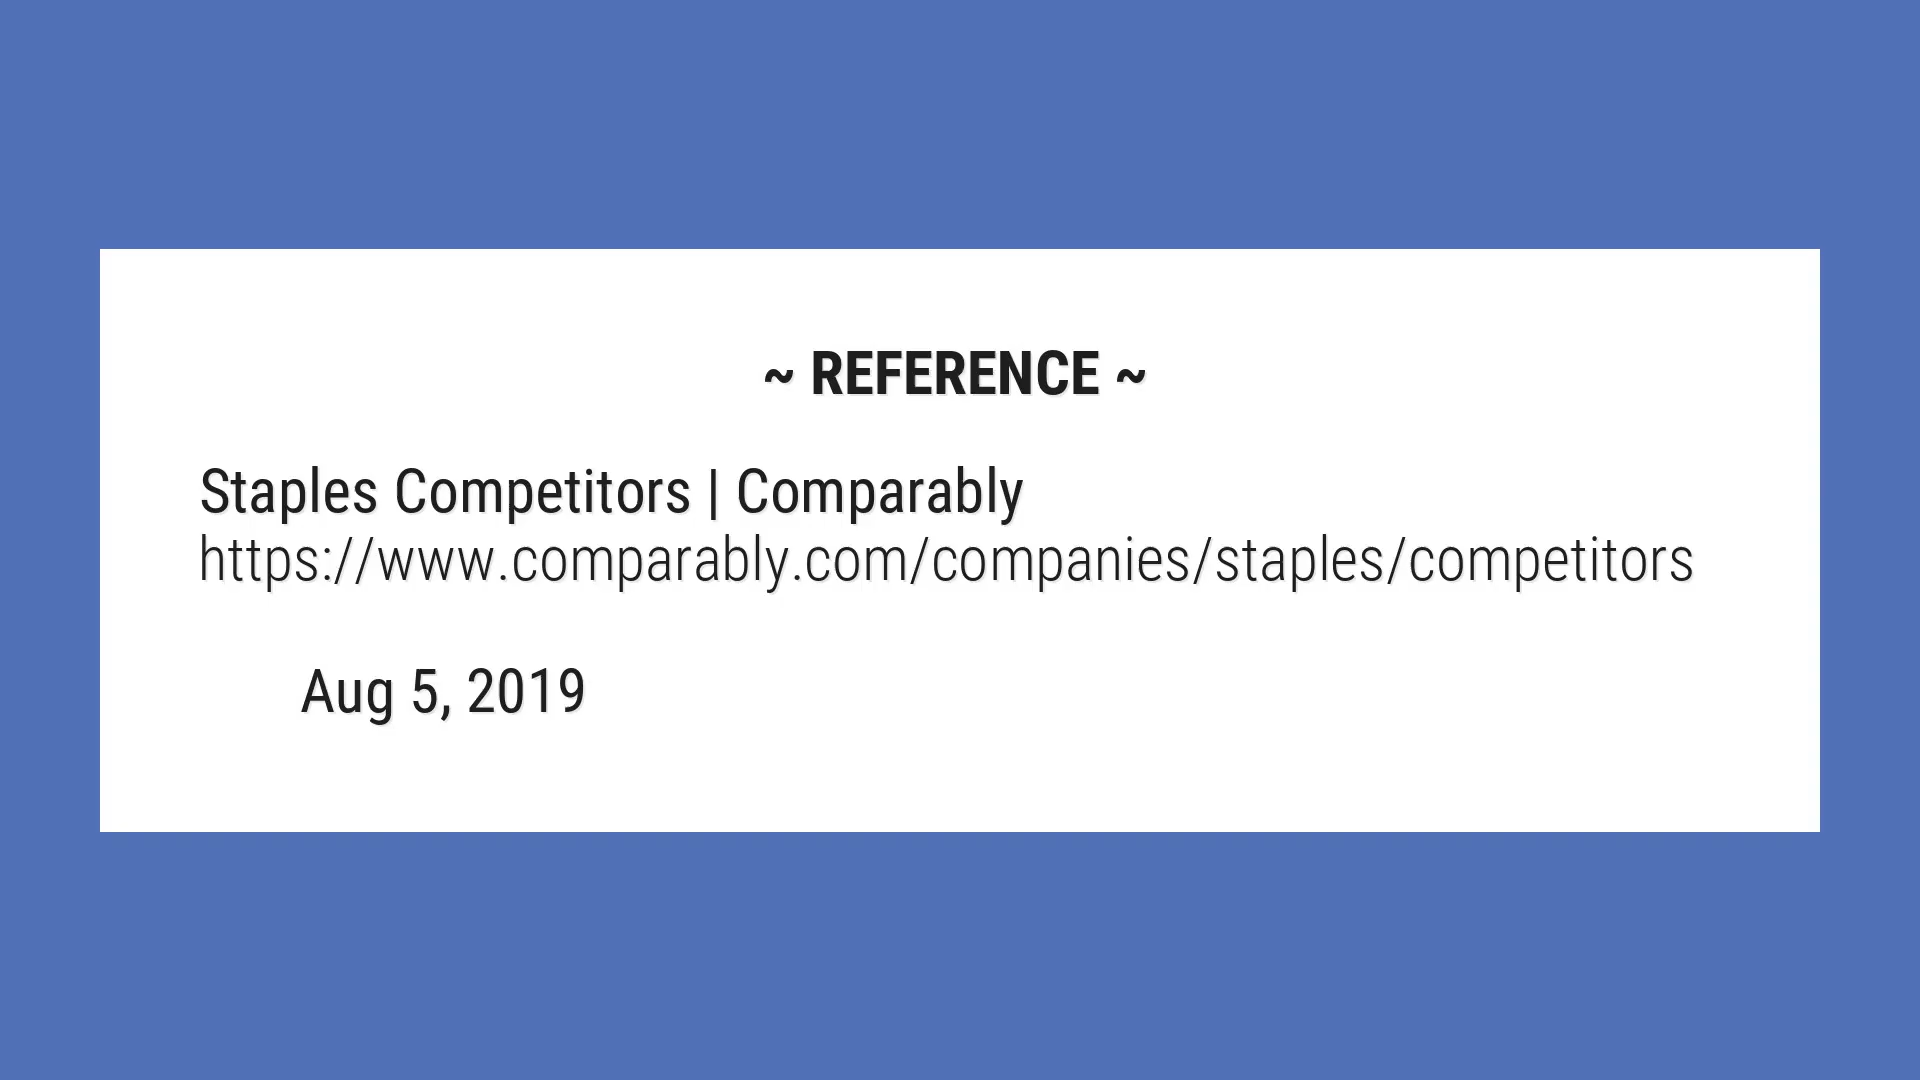 ~ REFERENCE ~
Staples Competitors | Comparably
https://www.comparably.com/companies/staples/competitors
Aug 5, 2019